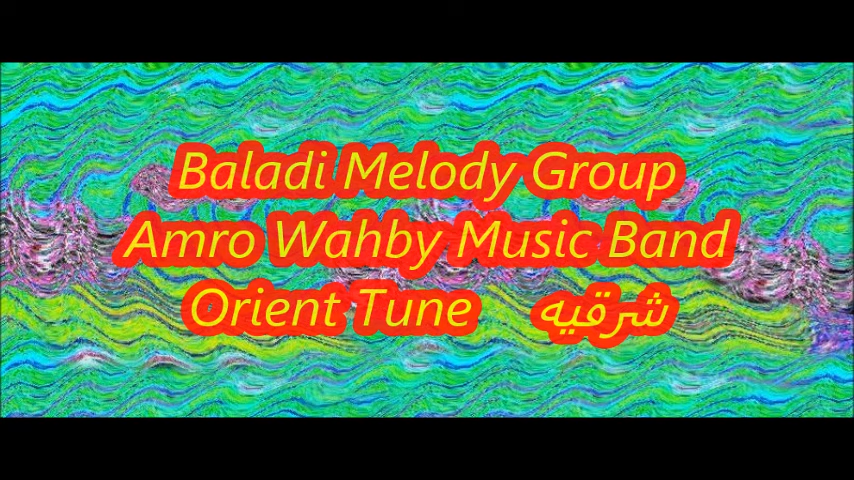 Baladi Melody Group
Amro Wahby Music Band
Orient Tune شرقيه